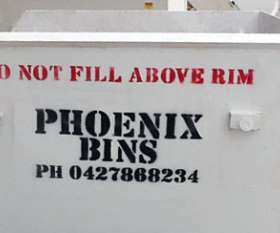 O NOT FILL ABOVE RIM
PHOENIX
BINS
PH 0427868234